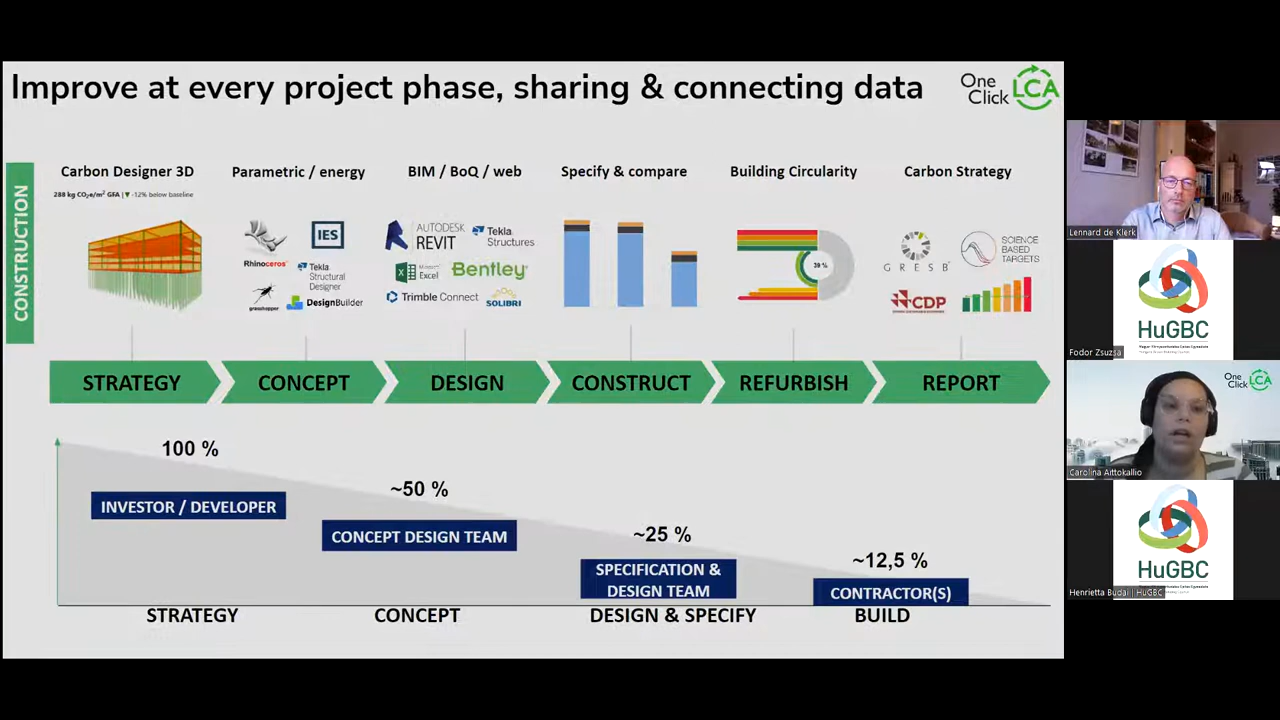 Improve at every project phase, sharing & connecting data
One Click LCA
CONSTRUCTION
Carbon Designer 3D
Parametric / energy
BIM / BoQ / web
Specify & compare
Building Circularity
Carbon Strategy
288 kg CO₂e/m² GFA | ▼ -12% below baseline
Rhinoceros
IES
Tekla Structural Designer
grasshopper
DesignBuilder
AUTODESK REVIT
Tekla Structures
Microsoft Excel
Bentley
Trimble Connect
SOLIBRI
39 %
GRESB
SCIENCE BASED TARGETS
CDP
STRATEGY
CONCEPT
DESIGN
CONSTRUCT
REFURBISH
REPORT
100 %
INVESTOR / DEVELOPER
~50 %
CONCEPT DESIGN TEAM
~25 %
SPECIFICATION &
DESIGN TEAM
~12,5 %
CONTRACTOR(S)
STRATEGY
CONCEPT
DESIGN & SPECIFY
BUILD
Lennard de Klerk
HuGBC
Fodor Zsuzsa
One Click LCA
Carolina Aittokallio
HuGBC
Henrietta Budai | HuGBC